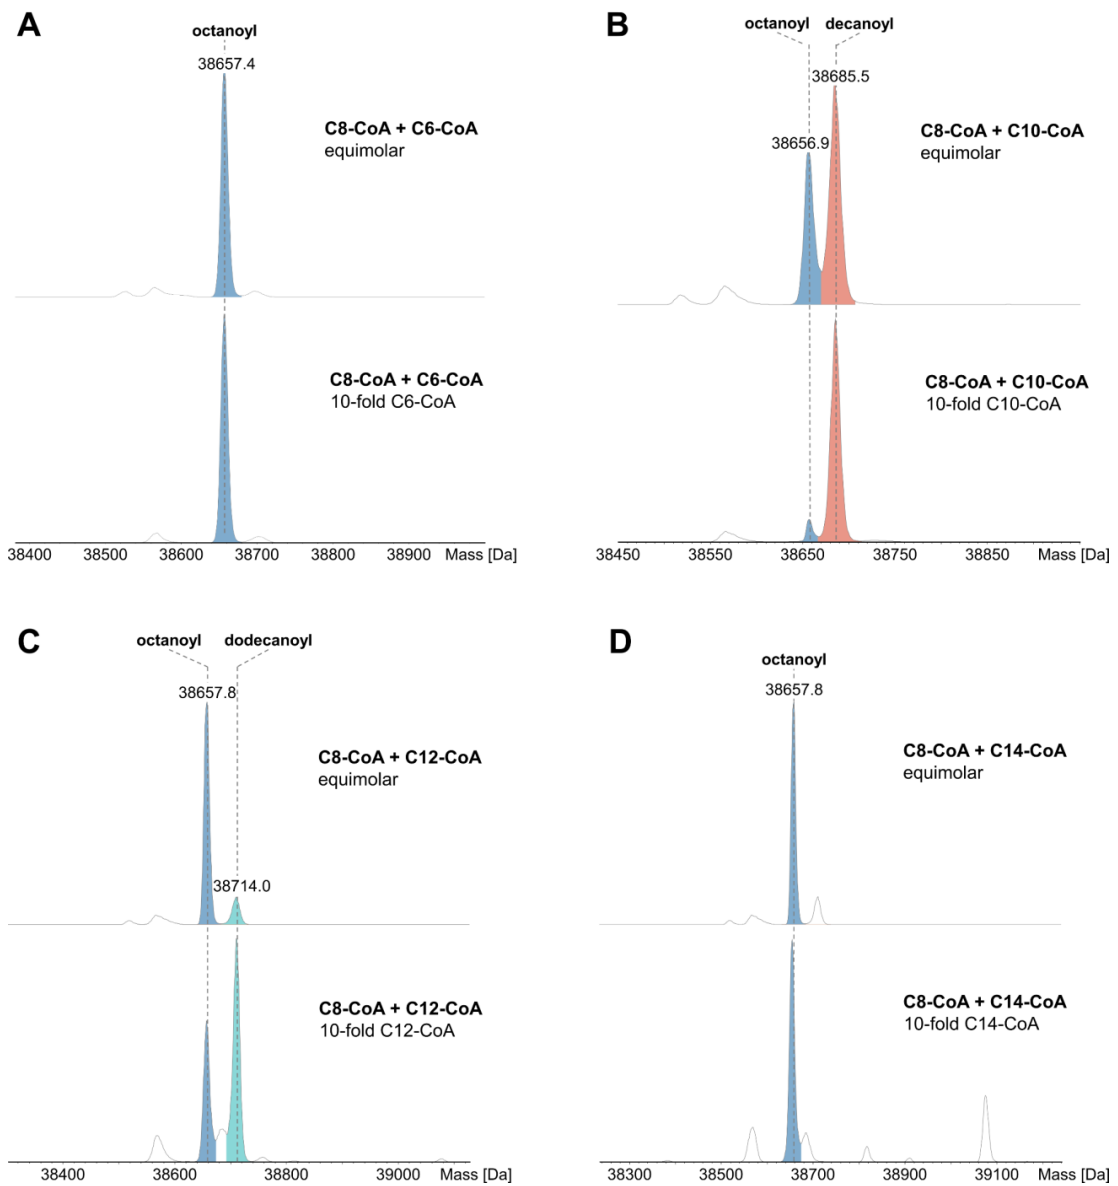 A
octanoyl
38657.4
C8-CoA + C6-CoA
equimolar
C8-CoA + C6-CoA
10-fold C6-CoA
38400 38500 38600 38700 38800 38900 Mass [Da]
B
octanoyl decanoyl
38685.5
38656.9
C8-CoA + C10-CoA
equimolar
C8-CoA + C10-CoA
10-fold C10-CoA
38450 38550 38650 38750 38850 Mass [Da]
C
octanoyl dodecanoyl
38657.8
C8-CoA + C12-CoA
equimolar
38714.0
C8-CoA + C12-CoA
10-fold C12-CoA
38400 38600 38800 39000 Mass [Da]
D
octanoyl
38657.8
C8-CoA + C14-CoA
equimolar
C8-CoA + C14-CoA
10-fold C14-CoA
38300 38500 38700 38900 39100 Mass [Da]